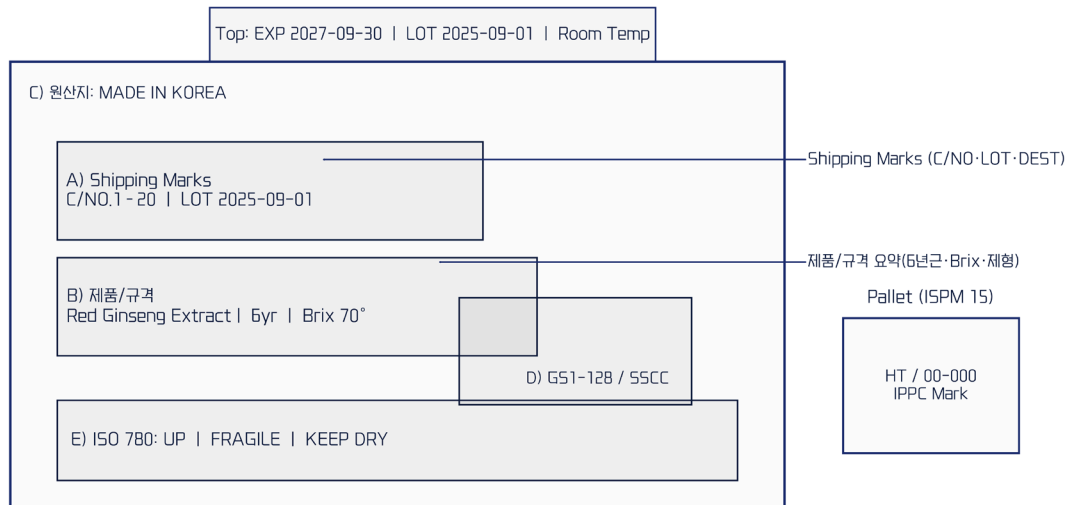 Top: EXP 2027-09-30 | LOT 2025-09-01 | Room Temp
C) 원산지: MADE IN KOREA
A) Shipping Marks
C/NO.1-20 | LOT 2025-09-01
Shipping Marks (C/NO·LOT·DEST)
B) 제품/규격
Red Ginseng Extract | 6yr | Brix 70°
제품/규격 요약(6년근·Brix·제형)
D) GS1-128 / SSCC
E) ISO 780: UP | FRAGILE | KEEP DRY
Pallet (ISPM 15)
HT / 00-000
IPPC Mark